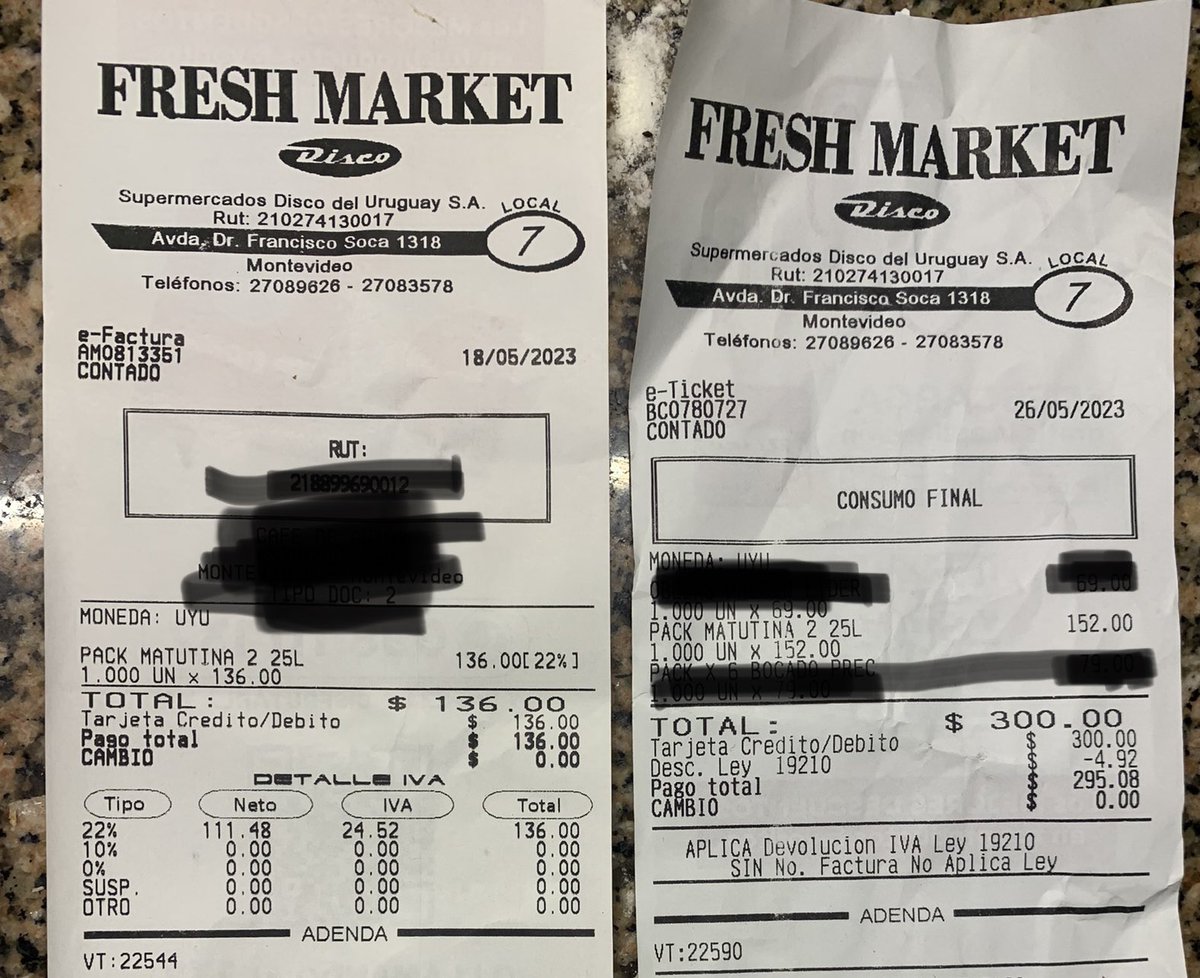 FRESH MARKET
Disco
Supermercados Disco del Uruguay S.A.
LOCAL
Rut: 210274130017
Avda. Dr. Francisco Soca 1318
7
Montevideo
Teléfonos: 27089626 - 27083578
e-Factura
AM0813351 18/05/2023
CONTADO
RUT:
MONEDA: UYU
PACK MATUTINA 2 25L 136.00[22%]
1.000 UN x 136.00
TOTAL: $ 136.00
Tarjeta Credito/Debito $ 136.00
Pago total $ 136.00
CAMBIO $ 0.00
DETALLE IVA
Tipo Neto IVA Total
22% 111.48 24.52 136.00
10% 0.00 0.00 0.00
0% 0.00 0.00 0.00
SUSP. 0.00 0.00 0.00
OTRO 0.00 0.00 0.00
ADENDA
VT:22544
FRESH MARKET
Disco
Supermercados Disco del Uruguay S.A.
LOCAL
Rut: 210274130017
Avda. Dr. Francisco Soca 1318
7
Montevideo
Teléfonos: 27089626 - 27083578
e-Ticket
BC0780727 26/05/2023
CONTADO
CONSUMO FINAL
MONEDA: UYU
1.000 UN x 69.00
PACK MATUTINA 2 25L 152.00
1.000 UN x 152.00
TOTAL: $ 300.00
Tarjeta Credito/Debito $ 300.00
Desc. Ley 19210 $ -4.92
Pago total $ 295.08
CAMBIO $ 0.00
APLICA Devolucion IVA Ley 19210
SIN No. Factura No Aplica Ley
ADENDA
VT:22590